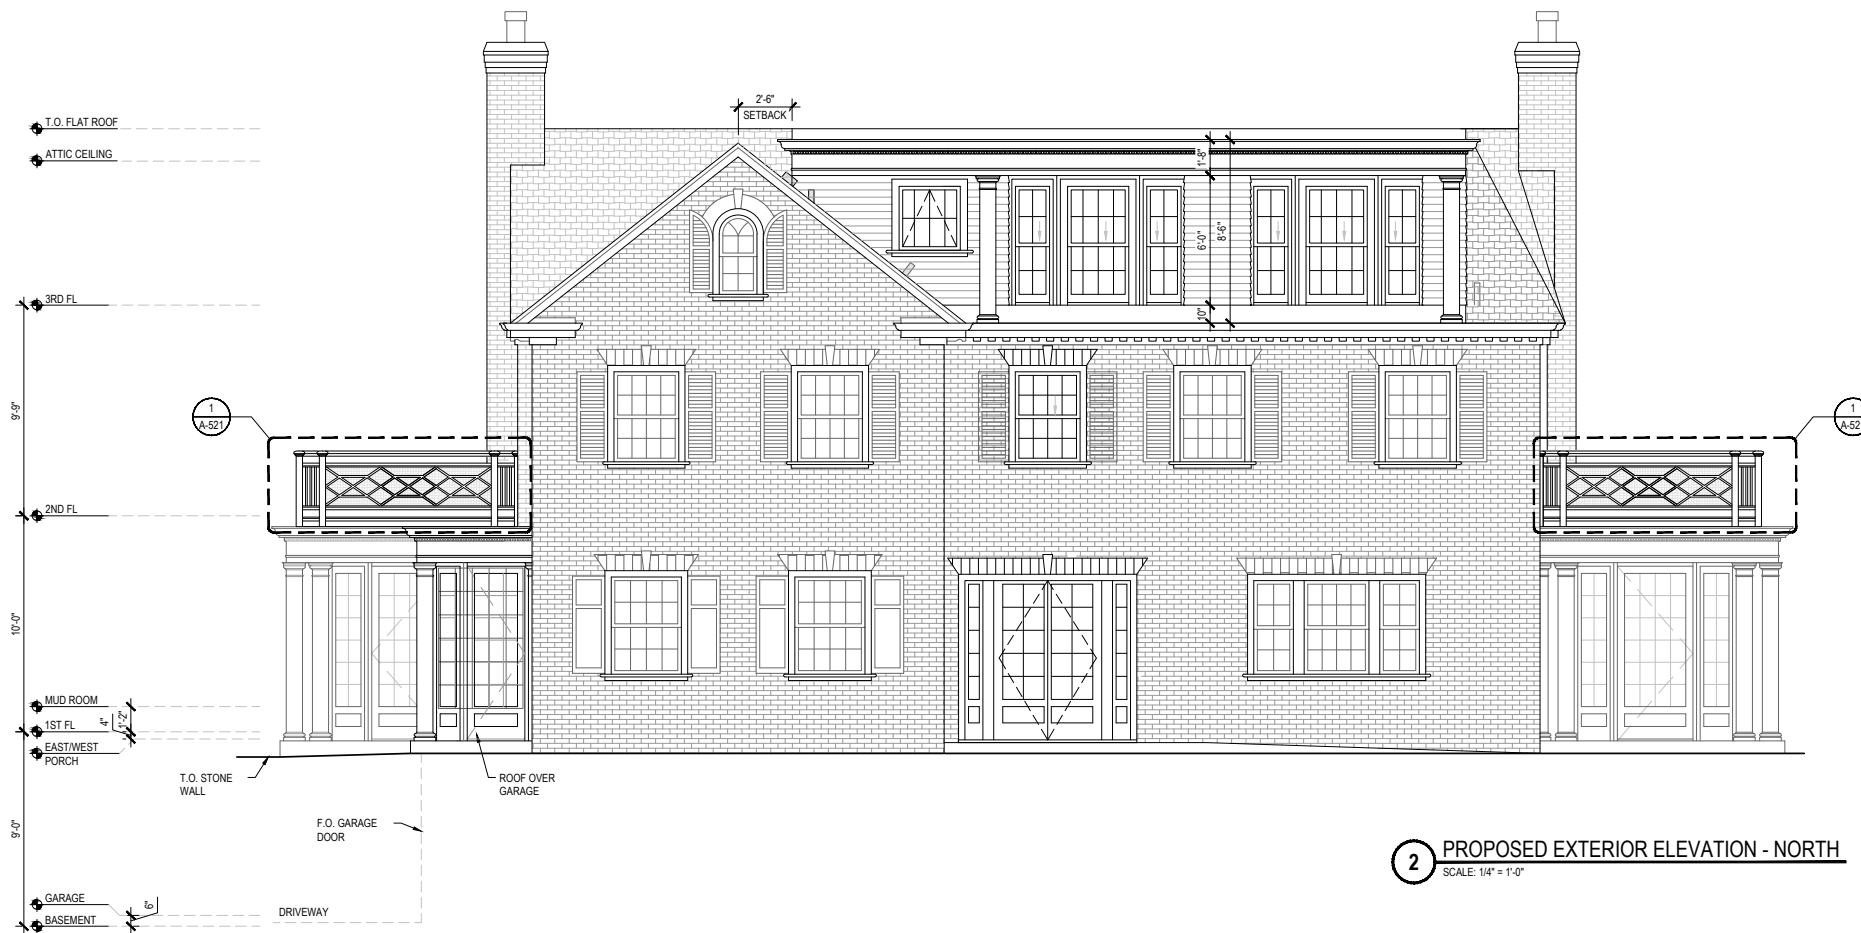 2'-6"
SETBACK
T.O. FLAT ROOF
ATTIC CEILING
1'-8"
6'-0"
8'-6"
10"
3RD FL
9'-9"
1
A-521
1
A-52
2ND FL
10'-0"
MUD ROOM
1ST FL
4"
1'-2"
EAST/WEST
PORCH
T.O. STONE
WALL
ROOF OVER
GARAGE
F.O. GARAGE
DOOR
9'-0"
2
PROPOSED EXTERIOR ELEVATION - NORTH
SCALE: 1/4" = 1'-0"
GARAGE
6"
DRIVEWAY
BASEMENT